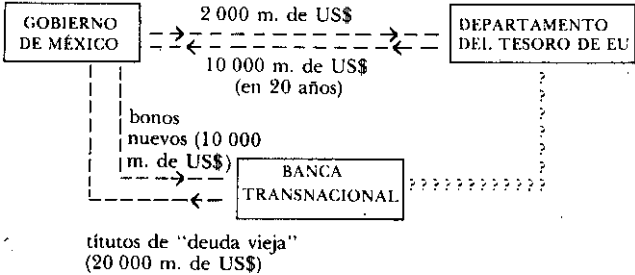 GOBIERNO
DE MÉXICO
2 000 m. de US$
10 000 m. de US$
(en 20 años)
DEPARTAMENTO
DEL TESORO DE EU
bonos
nuevos (10 000
m. de US$)
BANCA
TRANSNACIONAL
? ? ? ? ? ? ? ? ? ? ? ?
títutos de "deuda vieja"
(20 000 m. de US$)